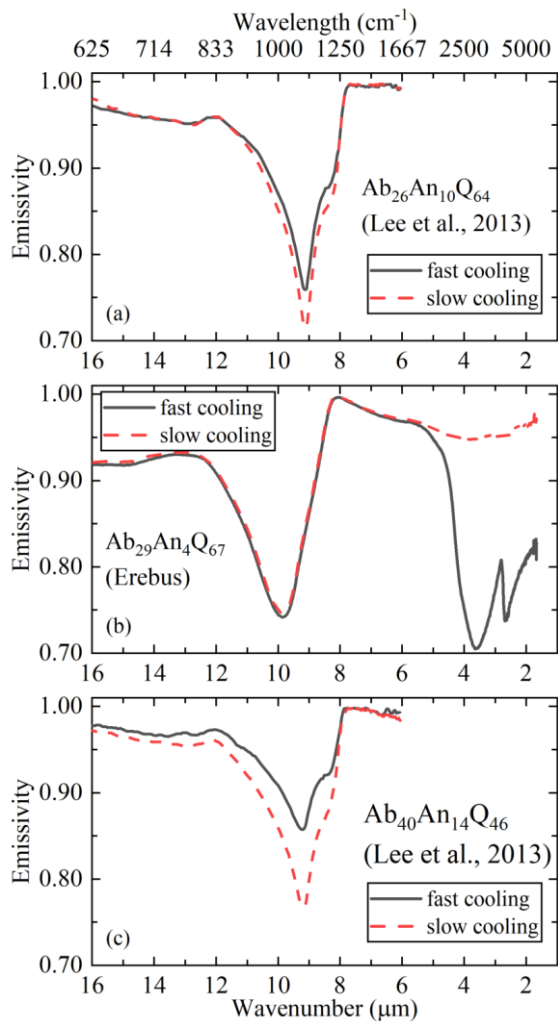 Wavelength (cm⁻¹)
625 714 833 1000 1250 1667 2500 5000
1.00
0.90
0.80
0.70
Emissivity
Ab₂₆An₁₀Q₆₄
(Lee et al., 2013)
fast cooling
slow cooling
(a)
16 14 12 10 8 6 4 2
1.00
0.90
0.80
0.70
Emissivity
fast cooling
slow cooling
Ab₂₉An₄Q₆₇
(Erebus)
(b)
16 14 12 10 8 6 4 2
1.00
0.90
0.80
0.70
Emissivity
Ab₄₀An₁₄Q₄₆
(Lee et al., 2013)
fast cooling
slow cooling
(c)
16 14 12 10 8 6 4 2
Wavenumber (μm)